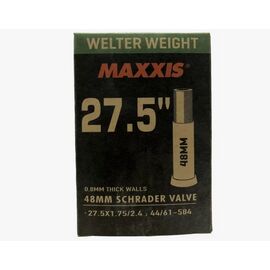 WELTER WEIGHT
MAXXIS
27.5"
48MM
0.8MM THICK WALLS
48MM SCHRADER VALVE
27.5X1.75/2.4, 44/61-584